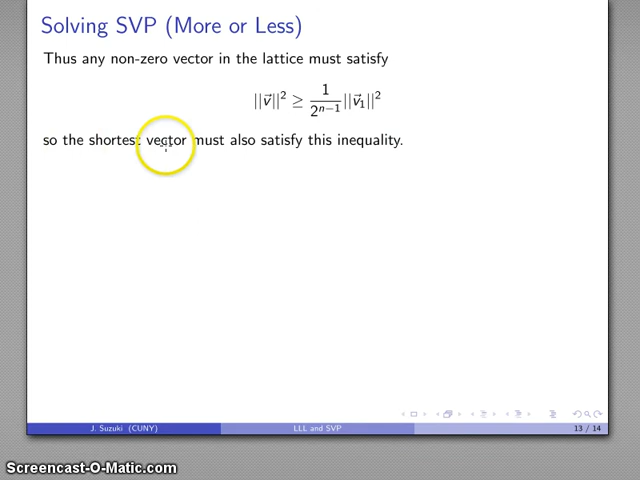 Solving SVP (More or Less)
Thus any non-zero vector in the lattice must satisfy
||v⃗||² ≥ 1/2ⁿ⁻¹ ||v⃗₁||²
so the shortest vector must also satisfy this inequality.
J. Suzuki (CUNY) LLL and SVP 13 / 14
Screencast-O-Matic.com